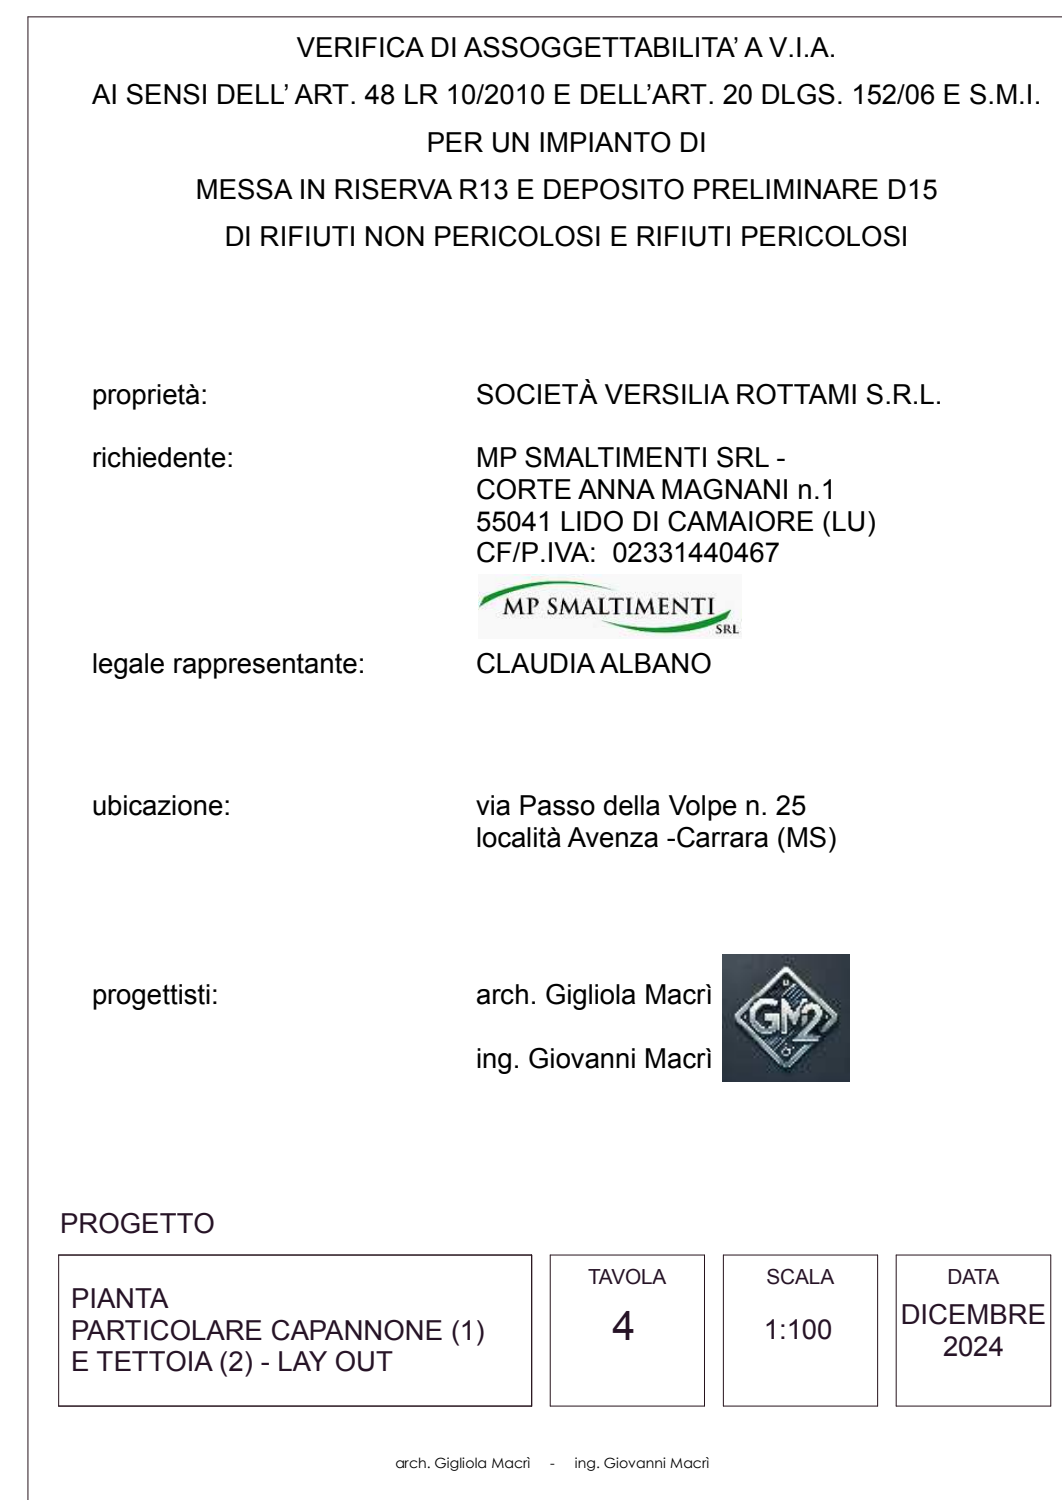 VERIFICA DI ASSOGGETTABILITA' A V.I.A.
AI SENSI DELL' ART. 48 LR 10/2010 E DELL'ART. 20 DLGS. 152/06 E S.M.I.
PER UN IMPIANTO DI
MESSA IN RISERVA R13 E DEPOSITO PRELIMINARE D15
DI RIFIUTI NON PERICOLOSI E RIFIUTI PERICOLOSI
proprietà: SOCIETÀ VERSILIA ROTTAMI S.R.L.
richiedente: MP SMALTIMENTI SRL -
CORTE ANNA MAGNANI n.1
55041 LIDO DI CAMAIORE (LU)
CF/P.IVA: 02331440467
MP SMALTIMENTI
SRL
legale rappresentante: CLAUDIA ALBANO
ubicazione: via Passo della Volpe n. 25
località Avenza -Carrara (MS)
progettisti: arch. Gigliola Macrì
GM2
ing. Giovanni Macrì
PROGETTO
PIANTA
PARTICOLARE CAPANNONE (1)
E TETTOIA (2) - LAY OUT
TAVOLA
4
SCALA
1:100
DATA
DICEMBRE
2024
arch. Gigliola Macrì - ing. Giovanni Macrì